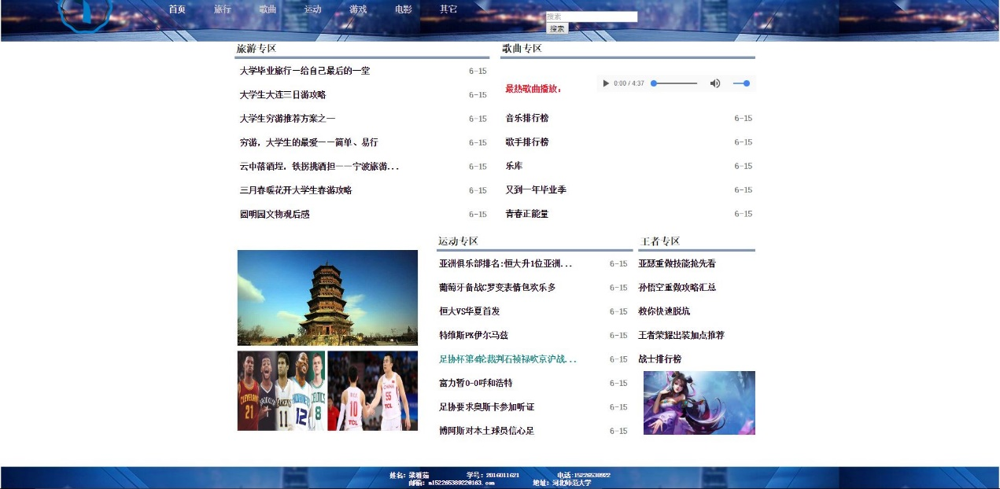 首页 旅行 歌曲 运动 游戏 电影 其它
搜索
搜索
旅游专区
大学毕业旅行一给自己最后的一堂 6-15
大学生大连三日游攻略 6-15
大学生穷游推荐方案之一 6-15
穷游，大学生的最爱一一简单、易行 6-15
云中落酒埕，铁拐挑酒担一一宁波旅游... 6-15
三月春暖花开大学生春游攻略 6-15
圆明园文物观后感 6-15
歌曲专区
最热歌曲播放：
0:00 / 4:37
音乐排行榜 6-15
歌手排行榜 6-15
乐库 6-15
又到一年毕业季 6-15
青春正能量 6-15
CLEVELAND 21
BROOKLYN
LAKERS 11
HORNETS 12
CELTICS 8
10 TCL
CHINA 55 TCL
运动专区
亚洲俱乐部排名:恒大升1位亚洲... 6-15
葡萄牙备战C罗变表情包欢乐多 6-15
恒大VS华夏首发 6-15
特维斯PK伊尔马兹 6-15
足协杯第4轮裁判石祯禄吹京沪战... 6-15
富力暂0-0呼和浩特 6-15
足协要求奥斯卡参加听证 6-15
博阿斯对本土球员信心足 6-15
王者专区
亚瑟重做技能抢先看
孙悟空重做攻略汇总
教你快速脱坑
王者荣耀出装加点推荐
战士排行榜
姓名：梁雅茹 学号：2016011621 电话:15226538922
邮箱：m15226538922@163.com 地址：河北师范大学